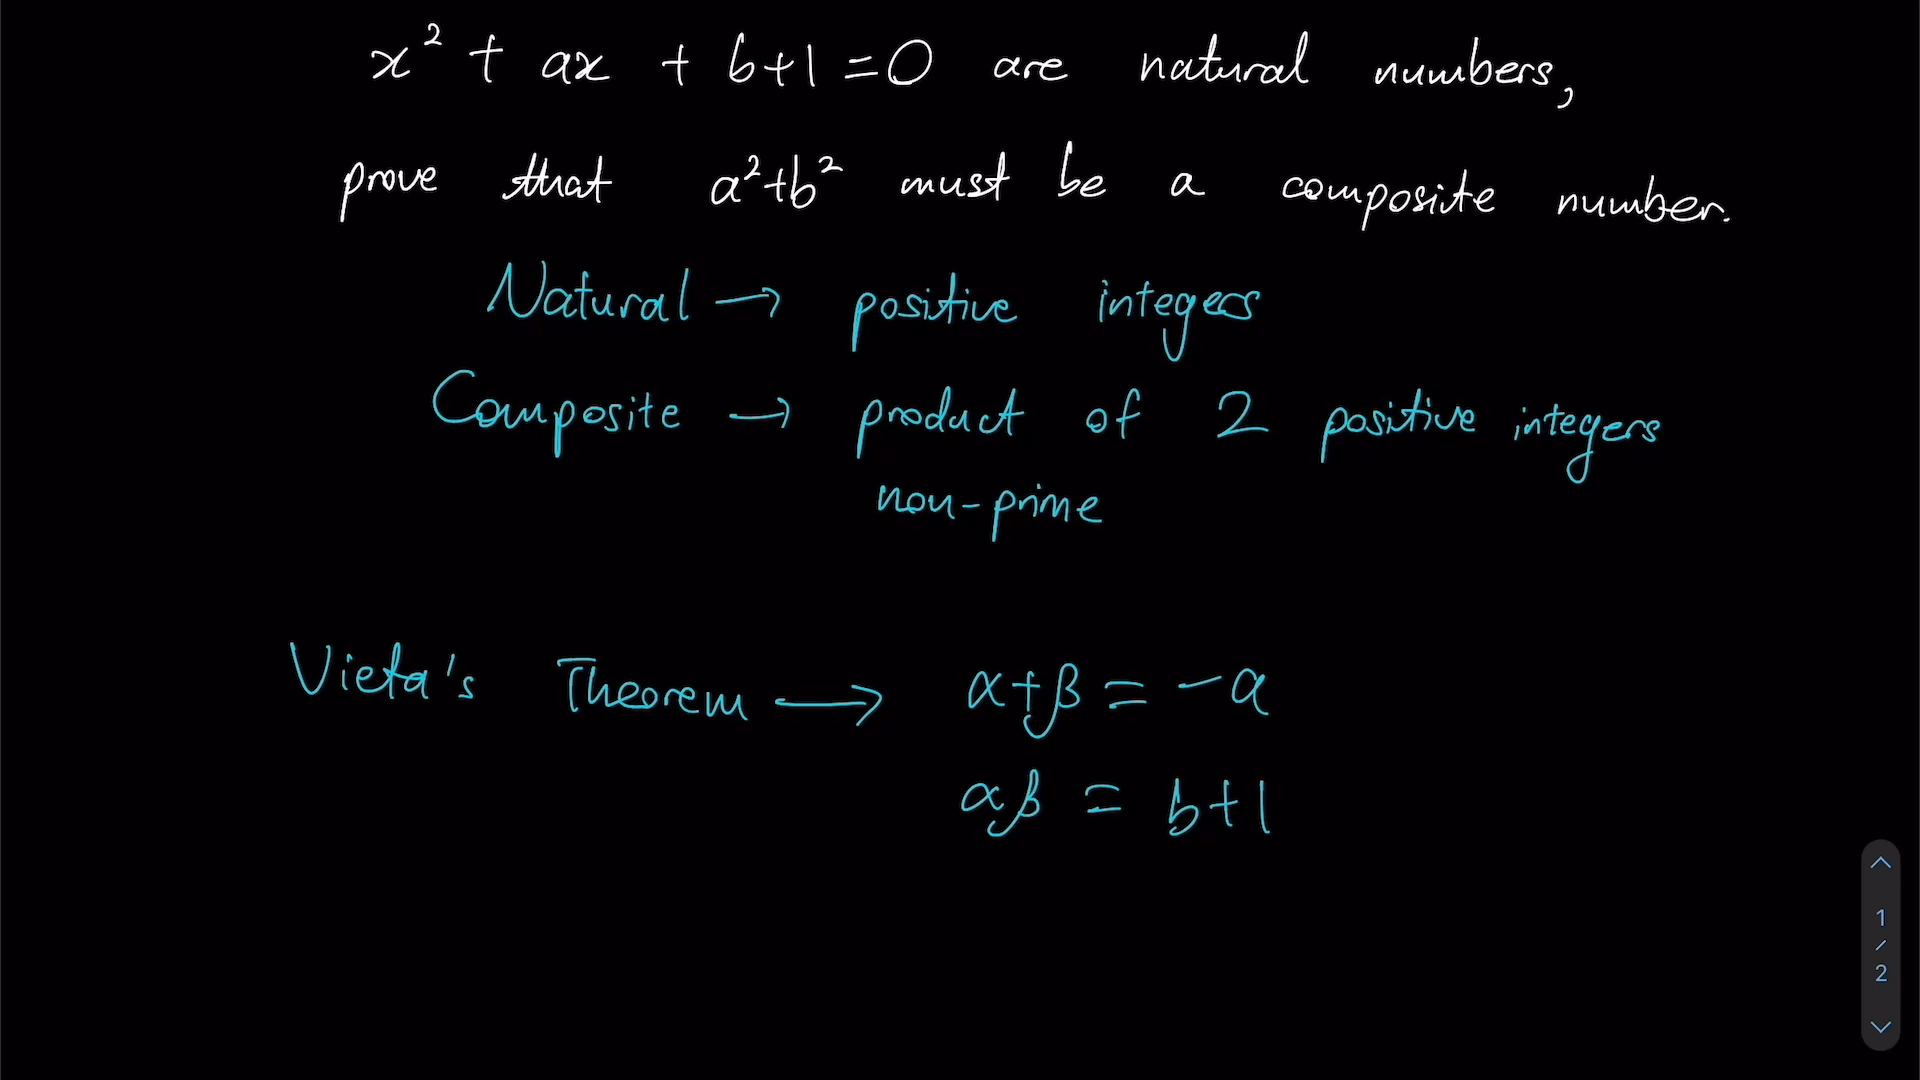 x² + ax + b+1=0 are natural numbers,
prove that a²+b² must be a composite number.
Natural → positive integers
Composite → product of 2 positive integers
non-prime
Vieta's Theorem → α+β = -a
αβ = b+1
1
/
2